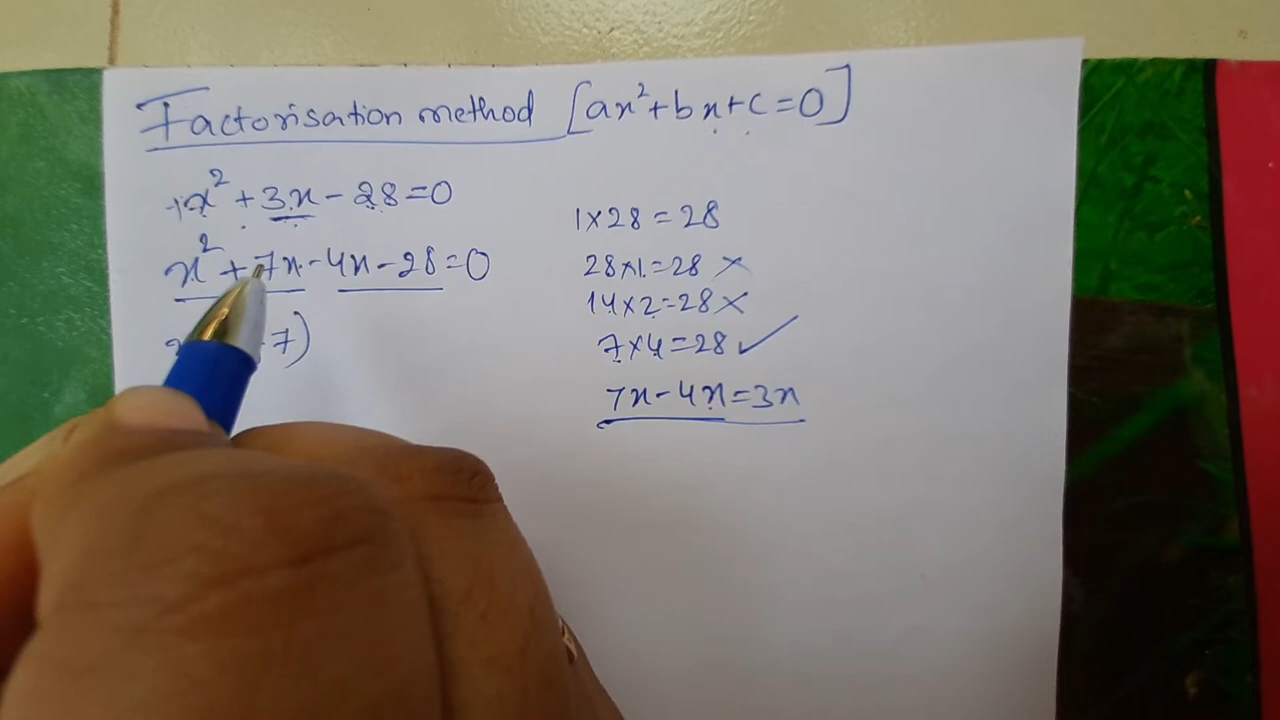 Factorisation method [ax²+bx+c=0]
1x² + 3x - 28=0
x² + 7x - 4x - 28=0
7)
1×28=28
28×1=28 ×
14×2=28 ×
7×4=28 ✓
7x-4x=3x